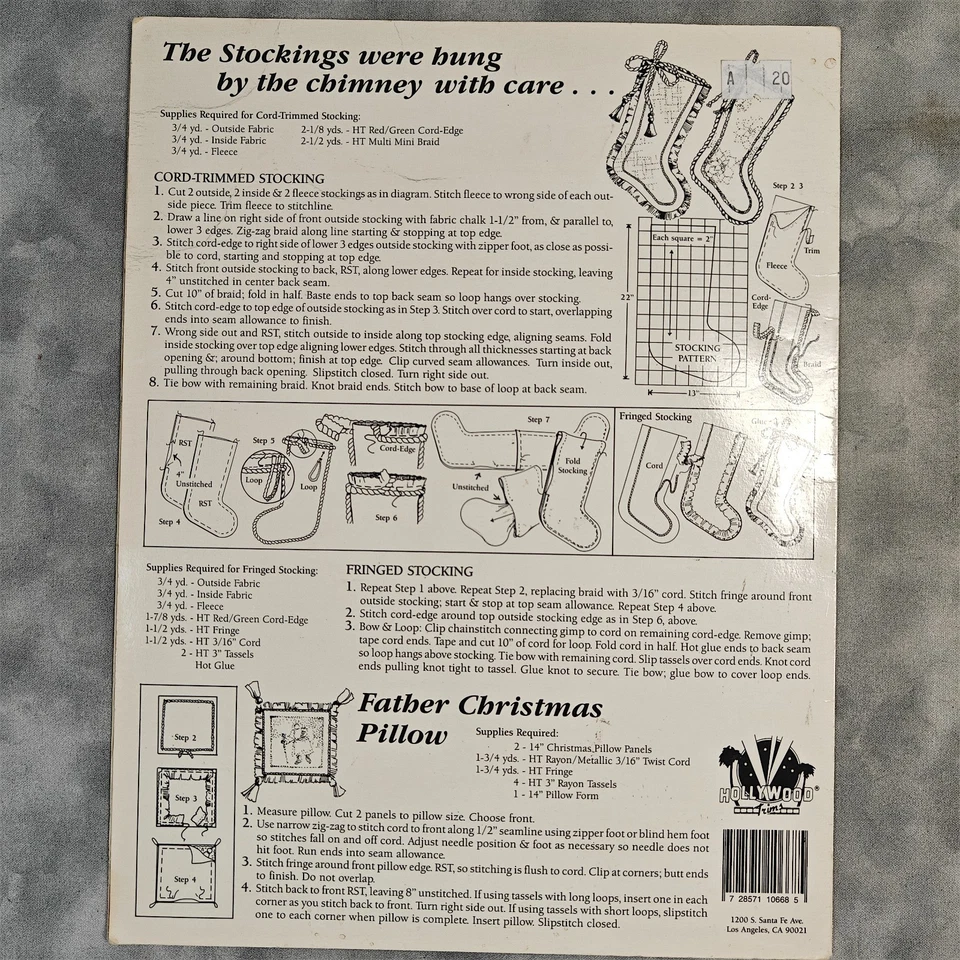 The Stockings were hung
by the chimney with care . . .
A 20
Supplies Required for Cord-Trimmed Stocking:
3/4 yd. - Outside Fabric 2-1/8 yds. - HT Red/Green Cord-Edge
3/4 yd. - Inside Fabric 2-1/2 yds. - HT Multi Mini Braid
3/4 yd. - Fleece
CORD-TRIMMED STOCKING
1. Cut 2 outside, 2 inside & 2 fleece stockings as in diagram. Stitch fleece to wrong side of each out-
side piece. Trim fleece to stitchline.
2. Draw a line on right side of front outside stocking with fabric chalk 1-1/2" from, & parallel to,
lower 3 edges. Zig-zag braid along line starting & stopping at top edge.
3. Stitch cord-edge to right side of lower 3 edges outside stocking with zipper foot, as close as possi-
ble to cord, starting and stopping at top edge.
4. Stitch front outside stocking to back, RST, along lower edges. Repeat for inside stocking, leaving
4" unstitched in center back seam.
5. Cut 10" of braid; fold in half. Baste ends to top back seam so loop hangs over stocking.
6. Stitch cord-edge to top edge of outside stocking as in Step 3. Stitch over cord to start, overlapping
ends into seam allowance to finish.
7. Wrong side out and RST, stitch outside to inside along top stocking edge, aligning seams. Fold
inside stocking over top edge aligning lower edges. Stitch through all thicknesses starting at back
opening &; around bottom; finish at top edge. Clip curved seam allowances. Turn inside out,
pulling through back opening. Slipstitch closed. Turn right side out.
8. Tie bow with remaining braid. Knot braid ends. Stitch bow to base of loop at back seam.
Step 2 3
Trim
Fleece
Cord-
Edge
Braid
Each square = 2"
22"
STOCKING
PATTERN
13"
RST
4"
Unstitched
RST
Step 4
Step 5
Loop
Loop
Cord-Edge
Step 6
Step 7
Unstitched
Fold
Stocking
Fringed Stocking
Cord
Supplies Required for Fringed Stocking:
3/4 yd. - Outside Fabric
3/4 yd. - Inside Fabric
3/4 yd. - Fleece
1-7/8 yds. - HT Red/Green Cord-Edge
1-1/2 yds. - HT Fringe
1-1/2 yds. - HT 3/16" Cord
2 - HT 3" Tassels
Hot Glue
FRINGED STOCKING
1. Repeat Step 1 above. Repeat Step 2, replacing braid with 3/16" cord. Stitch fringe around front
outside stocking; start & stop at top seam allowance. Repeat Step 4 above.
2. Stitch cord-edge around top outside stocking edge as in Step 6, above.
3. Bow & Loop: Clip chainstitch connecting gimp to cord on remaining cord-edge. Remove gimp;
tape cord ends. Tape and cut 10" of cord for loop. Fold cord in half. Hot glue ends to back seam
so loop hangs above stocking. Tie bow with remaining cord. Slip tassels over cord ends. Knot cord
ends pulling knot tight to tassel. Glue knot to secure. Tie bow; glue bow to cover loop ends.
Step 2
Step 3
Step 4
Father Christmas
Pillow
Supplies Required:
2 - 14" Christmas Pillow Panels
1-3/4 yds. - HT Rayon/Metallic 3/16" Twist Cord
1-3/4 yds. - HT Fringe
4 - HT 3" Rayon Tassels
1 - 14" Pillow Form
1. Measure pillow. Cut 2 panels to pillow size. Choose front.
2. Use narrow zig-zag to stitch cord to front along 1/2" seamline using zipper foot or blind hem foot
so stitches fall on and off cord. Adjust needle position & foot as necessary so needle does not
hit foot. Run ends into seam allowance.
3. Stitch fringe around front pillow edge. RST, so stitching is flush to cord. Clip at corners; butt ends
to finish. Do not overlap.
4. Stitch back to front RST, leaving 8" unstitched. If using tassels with long loops, insert one in each
corner as you stitch back to front. Turn right side out. If using tassels with short loops, slipstitch
one to each corner when pillow is complete. Insert pillow. Slipstitch closed.
HOLLYWOOD®
Trims
7 28571 10668 5
1200 S. Santa Fe Ave.
Los Angeles, CA 90021